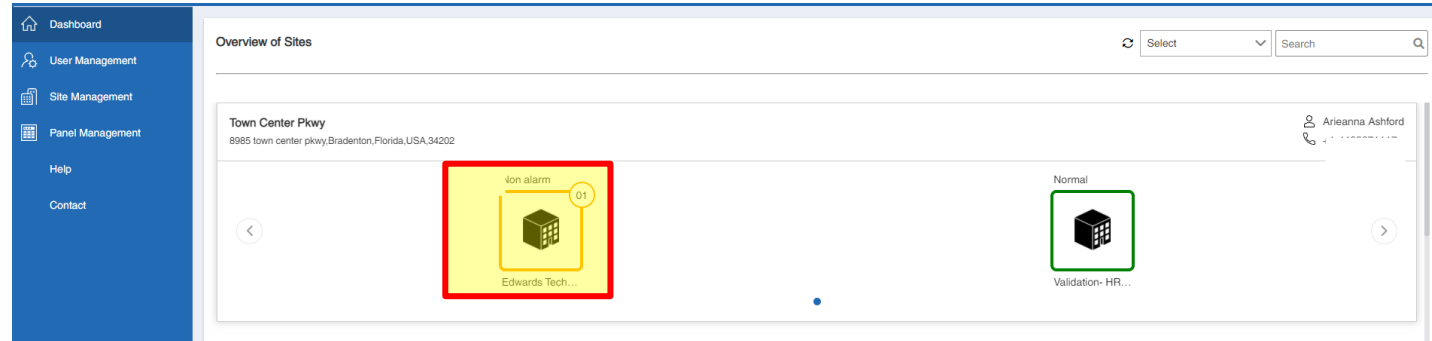 Dashboard
User Management
Site Management
Panel Management
Help
Contact
Overview of Sites
Select
Search
Town Center Pkwy
8985 town center pkwy,Bradenton,Florida,USA,34202
Arieanna Ashford
Non alarm
01
Edwards Tech...
Normal
Validation- HR...